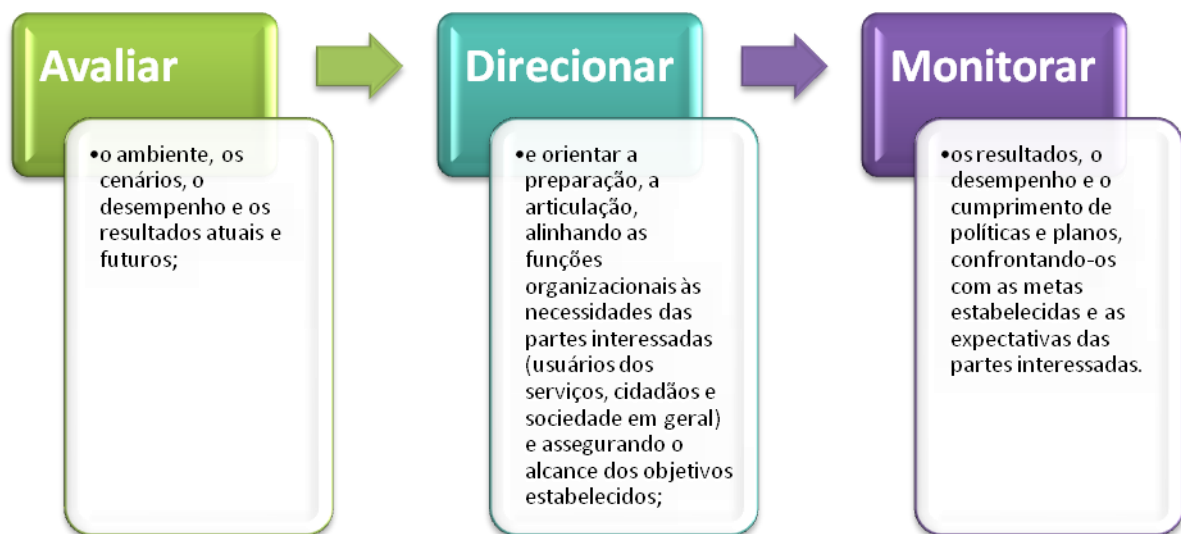 Avaliar
•o ambiente, os
cenários, o
desempenho e os
resultados atuais e
futuros;
Direcionar
•e orientar a
preparação, a
articulação,
alinhando as
funções
organizacionais às
necessidades das
partes interessadas
(usuários dos
serviços, cidadãos e
sociedade em geral)
e assegurando o
alcance dos objetivos
estabelecidos;
Monitorar
•os resultados, o
desempenho e o
cumprimento de
políticas e planos,
confrontando-os
com as metas
estabelecidas e as
expectativas das
partes interessadas.